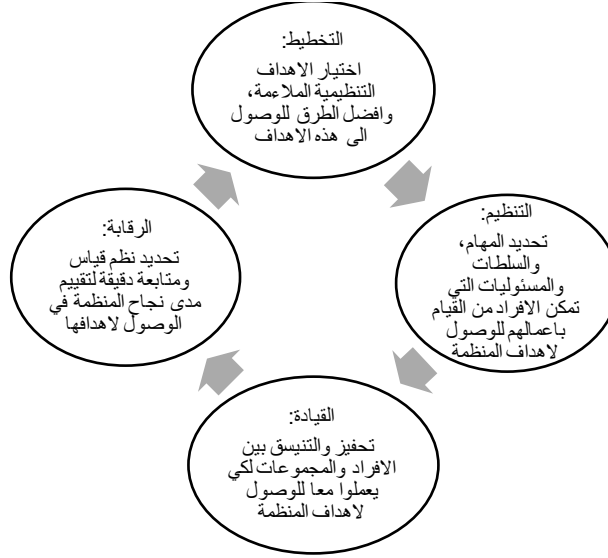 التخطيط:
اختيار الاهداف
التنظيمية الملاءمة،
وافضل الطرق للوصول
الى هذه الاهداف
التنظيم:
تحديد المهام،
والسلطات
والمسئوليات التي
تمكن الافراد من القيام
باعمالهم للوصول
لاهداف المنظمة
القيادة:
تحفيز والتنيسق بين
الافراد والمجموعات لكي
يعملوا معا للوصول
لاهداف المنظمة
الرقابة:
تحديد نظم قياس
ومتابعة دقيقة لتقييم
مدى نجاح المنظمة في
الوصول لاهدافها